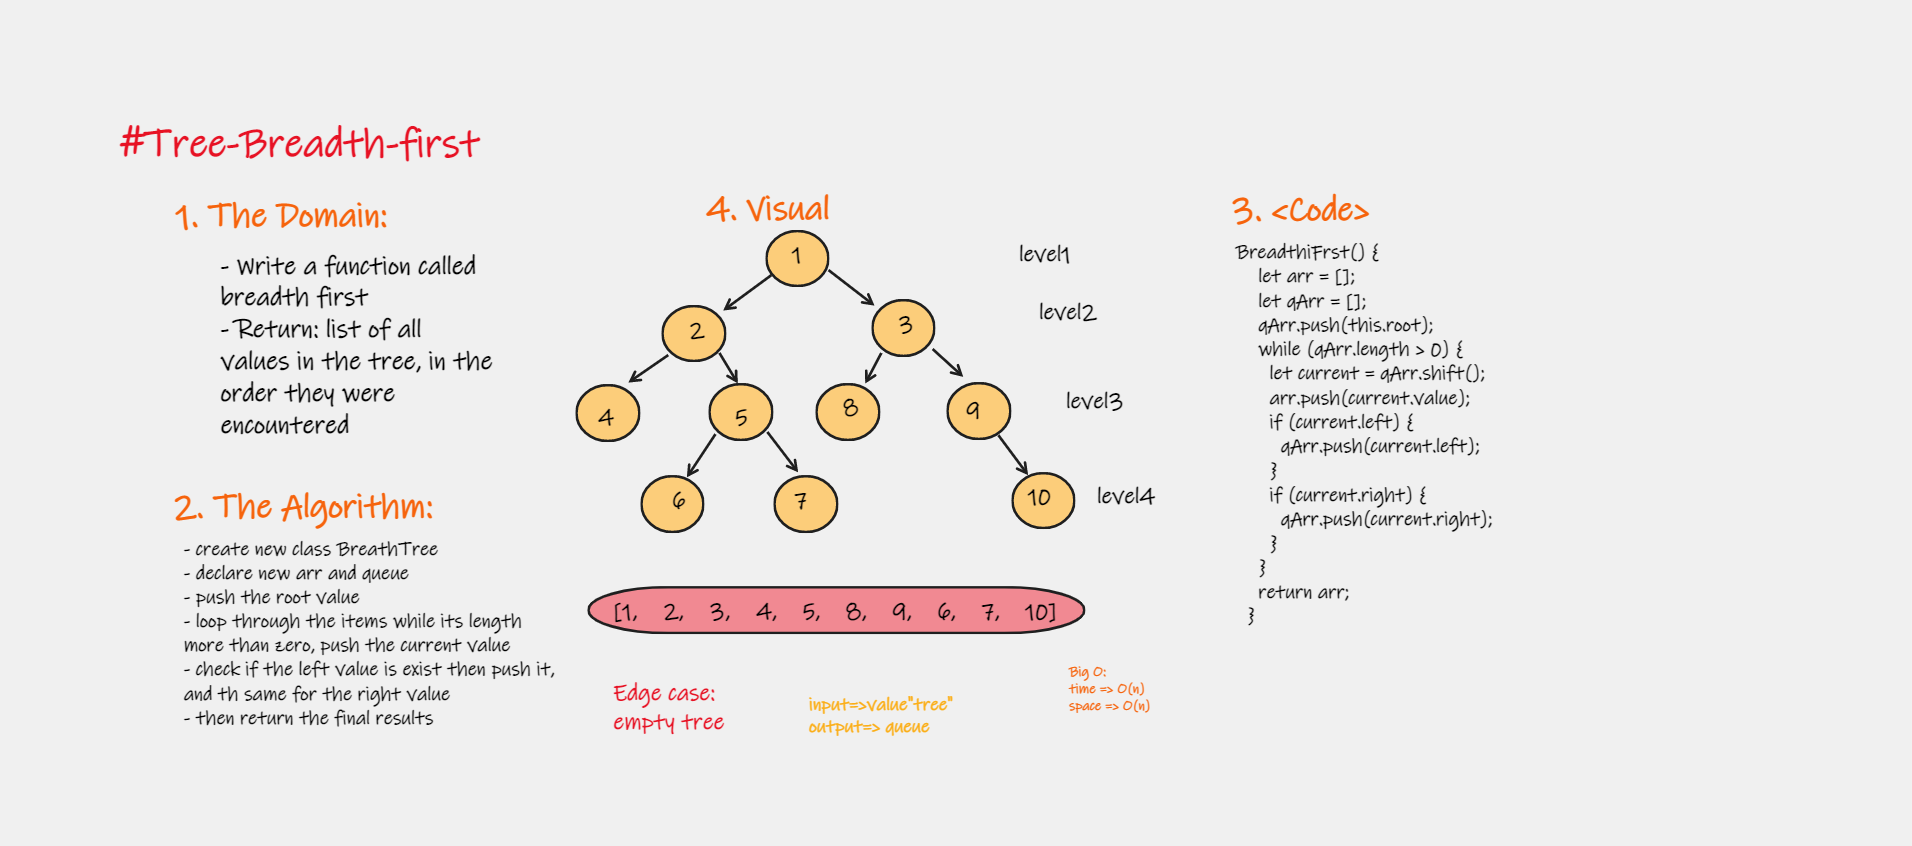 #Tree-Breadth-first
1. The Domain:
- Write a function called
breadth first
- Return: list of all
values in the tree, in the
order they were
encountered
2. The Algorithm:
- create new class BreathTree
- declare new arr and queue
- push the root value
- loop through the items while its length
more than zero, push the current value
- check if the left value is exist then push it,
and th same for the right value
- then return the final results
4. Visual
1
level1
2
3
level2
4
5
8
9
level3
6
7
10
level4
[1, 2, 3, 4, 5, 8, 9, 6, 7, 10]
Edge case:
empty tree
input=>value"tree"
output=> queue
Big O:
time => O(n)
space => O(n)
3. <Code>
BreadthiFrst() {
let arr = [];
let qArr = [];
qArr.push(this.root);
while (qArr.length > 0) {
let current = qArr.shift();
arr.push(current.value);
if (current.left) {
qArr.push(current.left);
}
if (current.right) {
qArr.push(current.right);
}
}
return arr;
}